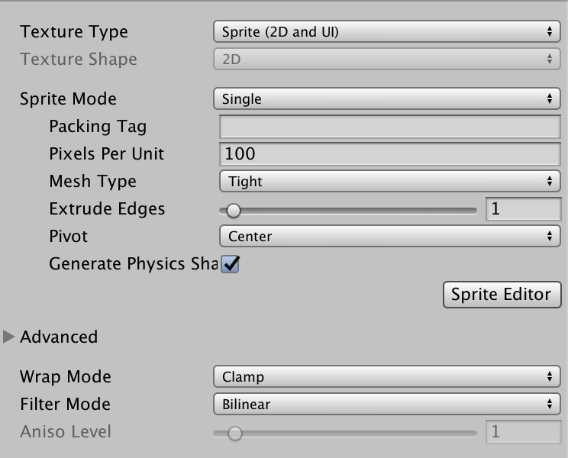 Texture Type Sprite (2D and UI)
Texture Shape 2D
Sprite Mode Single
Packing Tag
Pixels Per Unit 100
Mesh Type Tight
Extrude Edges 1
Pivot Center
Generate Physics Sha
Sprite Editor
Advanced
Wrap Mode Clamp
Filter Mode Bilinear
Aniso Level 1